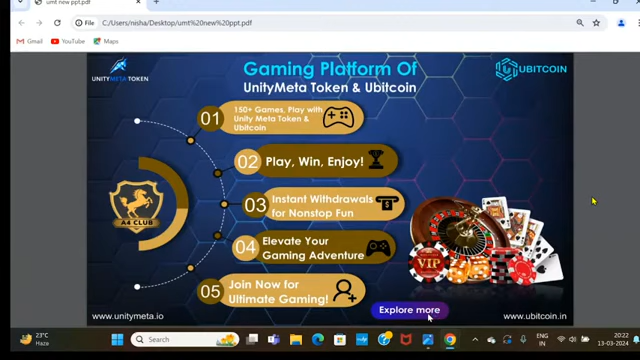 umt new ppt.pdf
File
C:/Users/nisha/Desktop/umt%20new%20ppt.pdf
Gmail
YouTube
Maps
UNITYMETA TOKEN
Gaming Platform Of
UnityMeta Token & Ubitcoin
UBITCOIN
01
150+ Games, Play with
Unity Meta Token &
Ubitcoin
02
Play, Win, Enjoy!
03
Instant Withdrawals
for Nonstop Fun
A4 CLUB
04
Elevate Your
Gaming Adventure
VIP
05
Join Now for
Ultimate Gaming!
Explore more
www.unitymeta.io
www.ubitcoin.in
23°C
Haze
Search
ENG
IN
20:22
13-03-2024